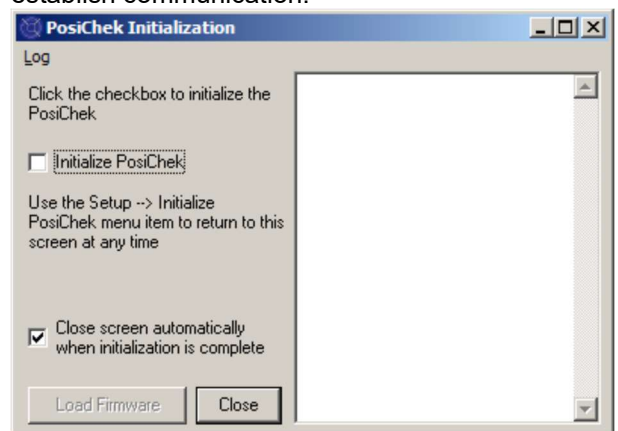 establish communication.
PosiChek Initialization
Log
Click the checkbox to initialize the
PosiChek
Initialize PosiChek
Use the Setup --> Initialize
PosiChek menu item to return to this
screen at any time
Close screen automatically
when initialization is complete
Load Firmware
Close